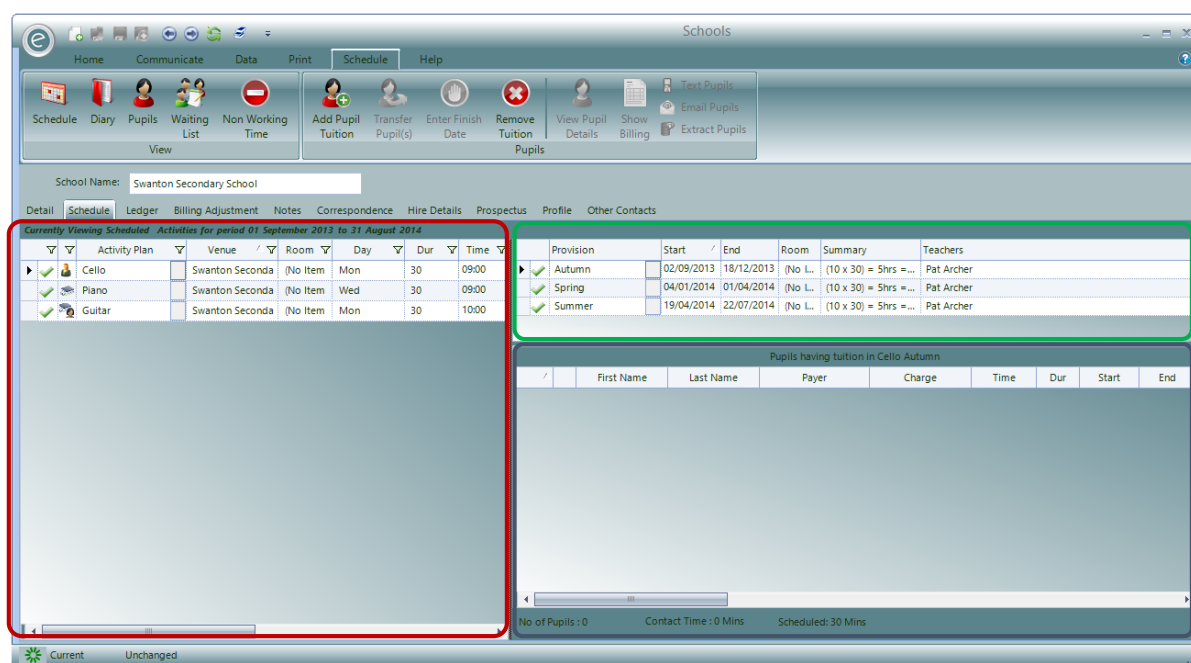 Schools
Home Communicate Data Print Schedule Help
Schedule Diary Pupils Waiting List Non Working Time
View
Add Pupil Tuition Transfer Pupil(s) Enter Finish Date Remove Tuition View Pupil Details Show Billing
Text Pupils
Email Pupils
Extract Pupils
Pupils
School Name: Swanton Secondary School
Detail Schedule Ledger Billing Adjustment Notes Correspondence Hire Details Prospectus Profile Other Contacts
Currently Viewing Scheduled Activities for period 01 September 2013 to 31 August 2014
Activity Plan Venue Room Day Dur Time
Cello Swanton Seconda (No Item Mon 30 09:00
Piano Swanton Seconda (No Item Wed 30 09:00
Guitar Swanton Seconda (No Item Mon 30 10:00
Provision Start End Room Summary Teachers
Autumn 02/09/2013 18/12/2013 (No L... (10 x 30) = 5hrs =... Pat Archer
Spring 04/01/2014 01/04/2014 (No L... (10 x 30) = 5hrs =... Pat Archer
Summer 19/04/2014 22/07/2014 (No L... (10 x 30) = 5hrs =... Pat Archer
Pupils having tuition in Cello Autumn
First Name Last Name Payer Charge Time Dur Start End
No of Pupils : 0 Contact Time : 0 Mins Scheduled: 30 Mins
Current Unchanged